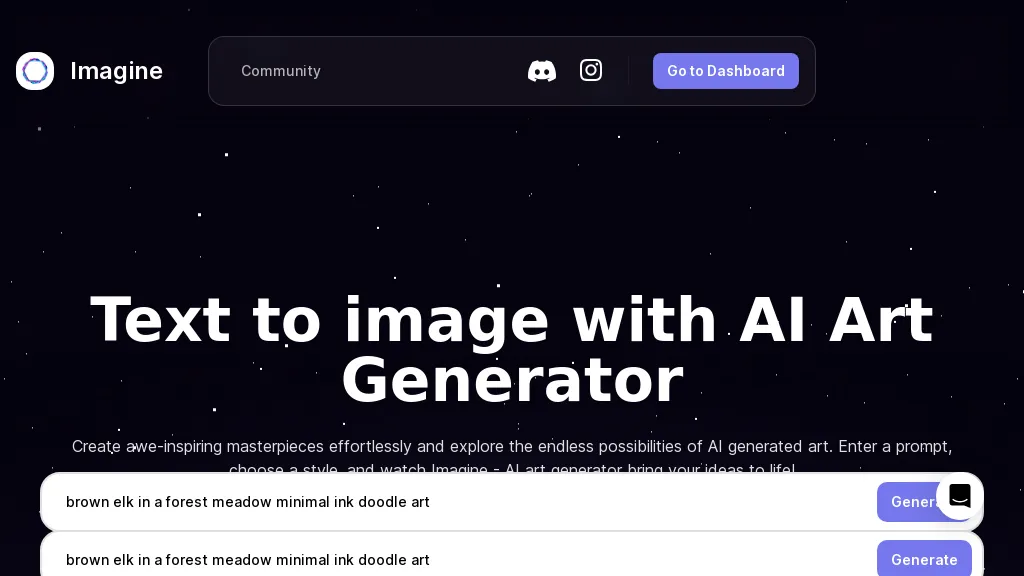 Imagine
Community
Go to Dashboard
Text to image with AI Art
Generator
Create awe-inspiring masterpieces effortlessly and explore the endless possibilities of AI generated art. Enter a prompt,
choose a style, and watch Imagine - AI art generator bring your ideas to life!
brown elk in a forest meadow minimal ink doodle art
brown elk in a forest meadow minimal ink doodle art
Generate